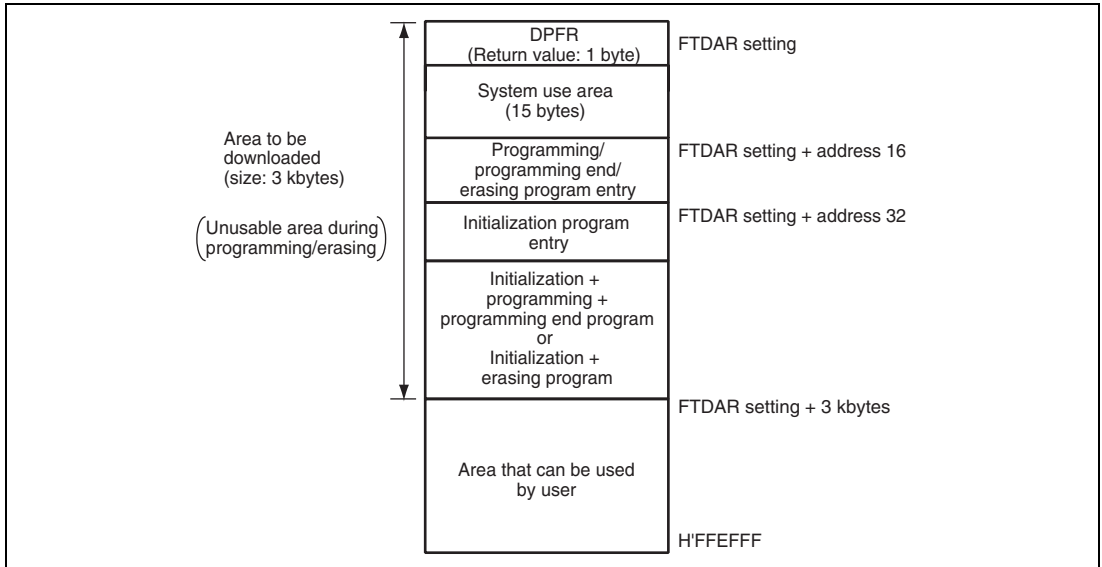 DPFR
(Return value: 1 byte)
FTDAR setting
System use area
(15 bytes)
Area to be
downloaded
(size: 3 kbytes)
(Unusable area during
programming/erasing)
Programming/
programming end/
erasing program entry
FTDAR setting + address 16
Initialization program
entry
FTDAR setting + address 32
Initialization +
programming +
programming end program
or
Initialization +
erasing program
FTDAR setting + 3 kbytes
Area that can be used
by user
H'FFEFFF